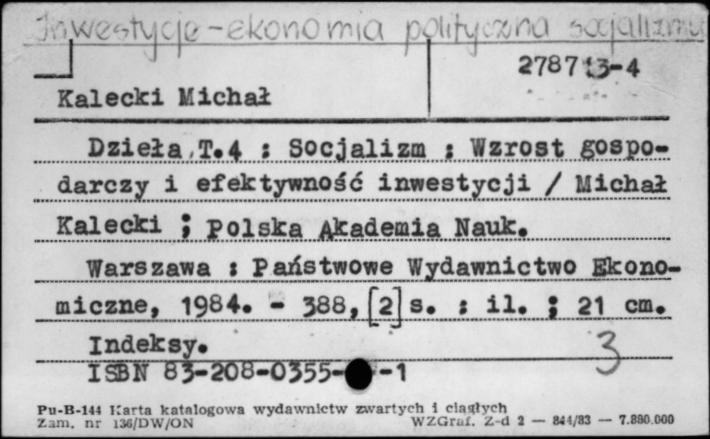 Inwestycje - ekonomia polityczna socjalizmu
278713-4
Kalecki Michał
Dzieła, T.4 : Socjalizm ; Wzrost gospo-
darczy i efektywność inwestycji / Michał
Kalecki ; Polska Akademia Nauk.
Warszawa : Państwowe Wydawnictwo Ekono-
miczne, 1984. - 388, [2] s. : il. ; 21 cm.
Indeksy.
3
ISBN 83-208-0355- -1
Pu-B-144 Karta katalogowa wydawnictw zwartych i ciągłych
Zam. nr 136/DW/ON WZGraf. Z-d 2 — 844/83 — 7.880.000